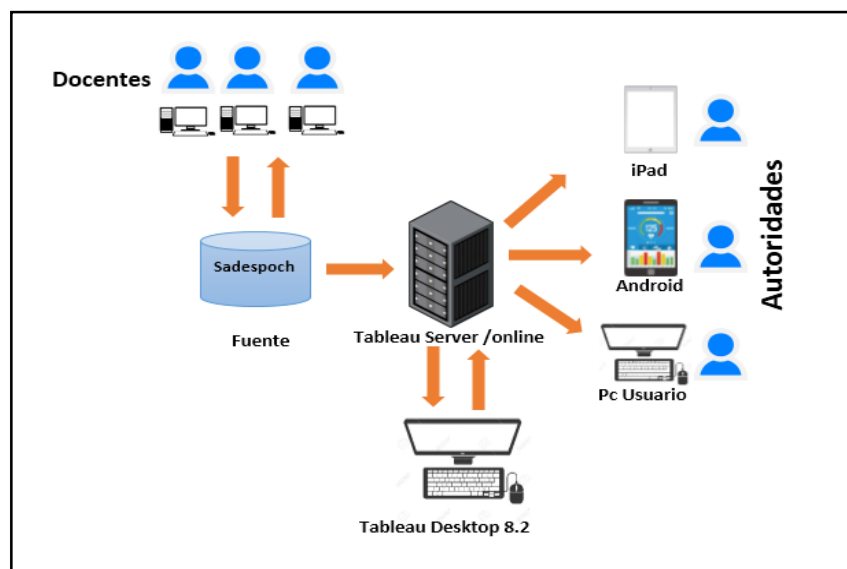 Docentes
iPad
Sadespoch
Android
Autoridades
Fuente
Tableau Server /online
Pc Usuario
Tableau Desktop 8.2